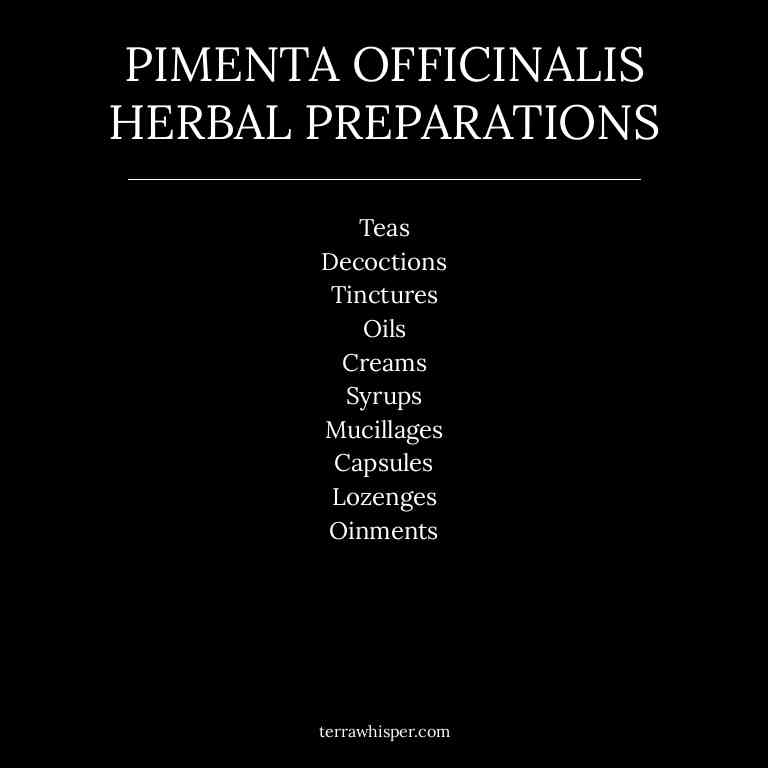 PIMENTA OFFICINALIS
HERBAL PREPARATIONS
Teas
Decoctions
Tinctures
Oils
Creams
Syrups
Mucillages
Capsules
Lozenges
Oinments
terrawhisper.com